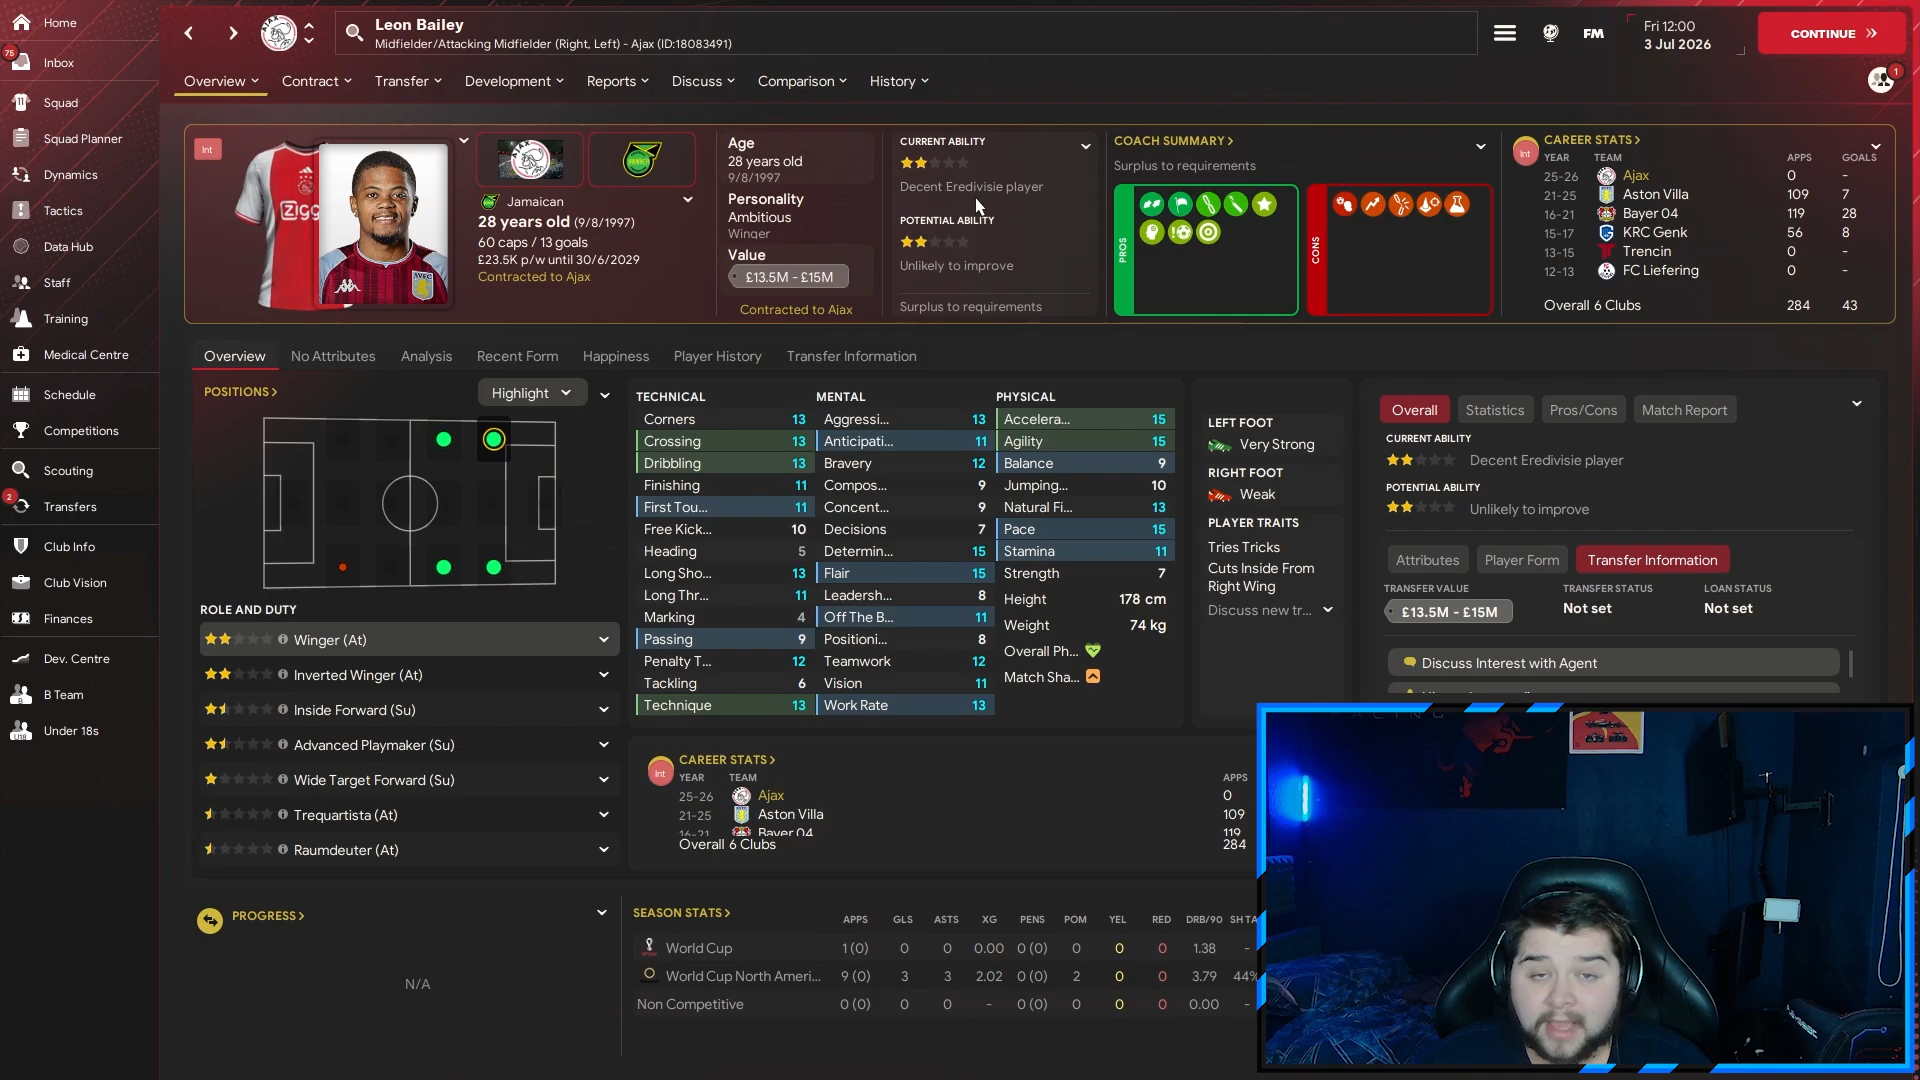 Home
75
Inbox
Squad
Squad Planner
Dynamics
Tactics
Data Hub
Staff
Training
Medical Centre
Schedule
Competitions
Scouting
2
Transfers
Club Info
Club Vision
Finances
Dev. Centre
B Team
Under 18s
Leon Bailey
Midfielder/Attacking Midfielder (Right, Left) - Ajax (ID:18083491)
FM
Fri 12:00
3 Jul 2026
CONTINUE
1
Overview Contract Transfer Development Reports Discuss Comparison History
Int
Jamaican
28 years old (9/8/1997)
60 caps / 13 goals
£23.5K p/w until 30/6/2029
Contracted to Ajax
Age
28 years old
9/8/1997
Personality
Ambitious
Winger
Value
£13.5M - £15M
Contracted to Ajax
CURRENT ABILITY
Decent Eredivisie player
POTENTIAL ABILITY
Unlikely to improve
Surplus to requirements
COACH SUMMARY >
Surplus to requirements
PROS
CONS
Int
CAREER STATS >
YEAR TEAM APPS GOALS
25-26 Ajax 0 -
21-25 Aston Villa 109 7
16-21 Bayer 04 119 28
15-17 KRC Genk 56 8
13-15 Trencin 0 -
12-13 FC Liefering 0 -
Overall 6 Clubs 284 43
Overview No Attributes Analysis Recent Form Happiness Player History Transfer Information
POSITIONS >
Highlight
ROLE AND DUTY
Winger (At)
Inverted Winger (At)
Inside Forward (Su)
Advanced Playmaker (Su)
Wide Target Forward (Su)
Trequartista (At)
Raumdeuter (At)
TECHNICAL
Corners 13
Crossing 13
Dribbling 13
Finishing 11
First Tou... 11
Free Kick... 10
Heading 5
Long Sho... 13
Long Thr... 11
Marking 4
Passing 9
Penalty T... 12
Tackling 6
Technique 13
MENTAL
Aggressi... 13
Anticipati... 11
Bravery 12
Compos... 9
Concent... 9
Decisions 7
Determin... 15
Flair 15
Leadersh... 8
Off The B... 11
Positioni... 8
Teamwork 12
Vision 11
Work Rate 13
PHYSICAL
Accelera... 15
Agility 15
Balance 9
Jumping... 10
Natural Fi... 13
Pace 15
Stamina 11
Strength 7
Height 178 cm
Weight 74 kg
Overall Ph...
Match Sha...
LEFT FOOT
Very Strong
RIGHT FOOT
Weak
PLAYER TRAITS
Tries Tricks
Cuts Inside From
Right Wing
Discuss new tr...
Overall Statistics Pros/Cons Match Report
CURRENT ABILITY
Decent Eredivisie player
POTENTIAL ABILITY
Unlikely to improve
Attributes Player Form Transfer Information
TRANSFER VALUE TRANSFER STATUS LOAN STATUS
£13.5M - £15M Not set Not set
Discuss Interest with Agent
Int
CAREER STATS >
YEAR TEAM APPS
25-26 Ajax 0
21-25 Aston Villa 109
16-21 Bayer 04 119
Overall 6 Clubs 284
PROGRESS >
N/A
SEASON STATS > APPS GLS ASTS XG PENS POM YEL RED DRB/90 SH TA
World Cup 1 (0) 0 0 0.00 0 (0) 0 0 0 1.38 -
World Cup North Ameri... 9 (0) 3 3 2.02 0 (0) 2 0 0 3.79 44%
Non Competitive 0 (0) 0 0 - 0 (0) 0 0 0 0.00 -